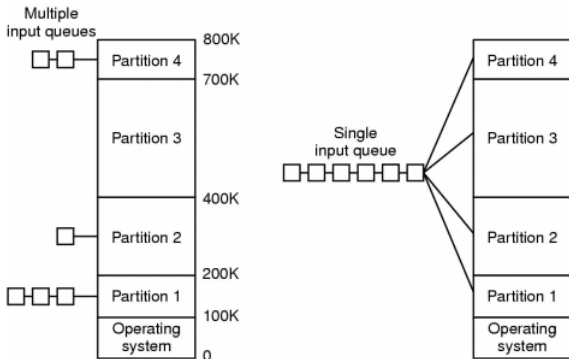 Multiple
input queues
Partition 4
Partition 3
Partition 2
Partition 1
Operating
system
800K
700K
400K
200K
100K
0
Single
input queue
Partition 4
Partition 3
Partition 2
Partition 1
Operating
system